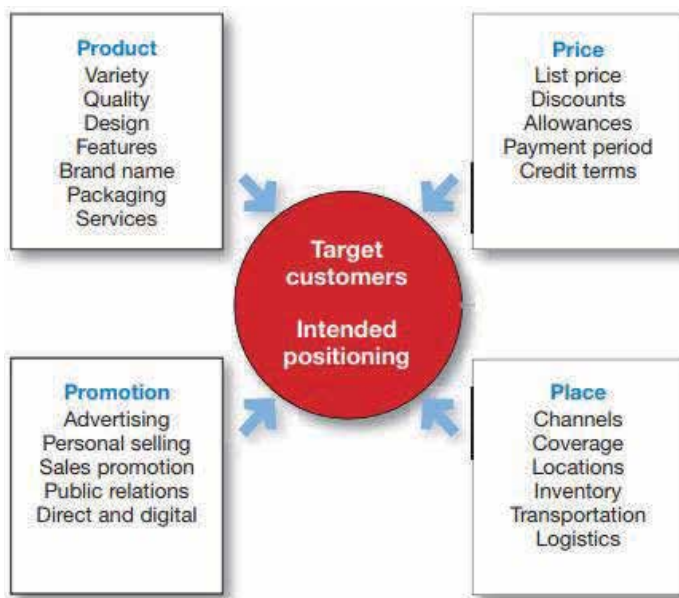 Product
Variety
Quality
Design
Features
Brand name
Packaging
Services
Price
List price
Discounts
Allowances
Payment period
Credit terms
Target
customers
Intended
positioning
Promotion
Advertising
Personal selling
Sales promotion
Public relations
Direct and digital
Place
Channels
Coverage
Locations
Inventory
Transportation
Logistics